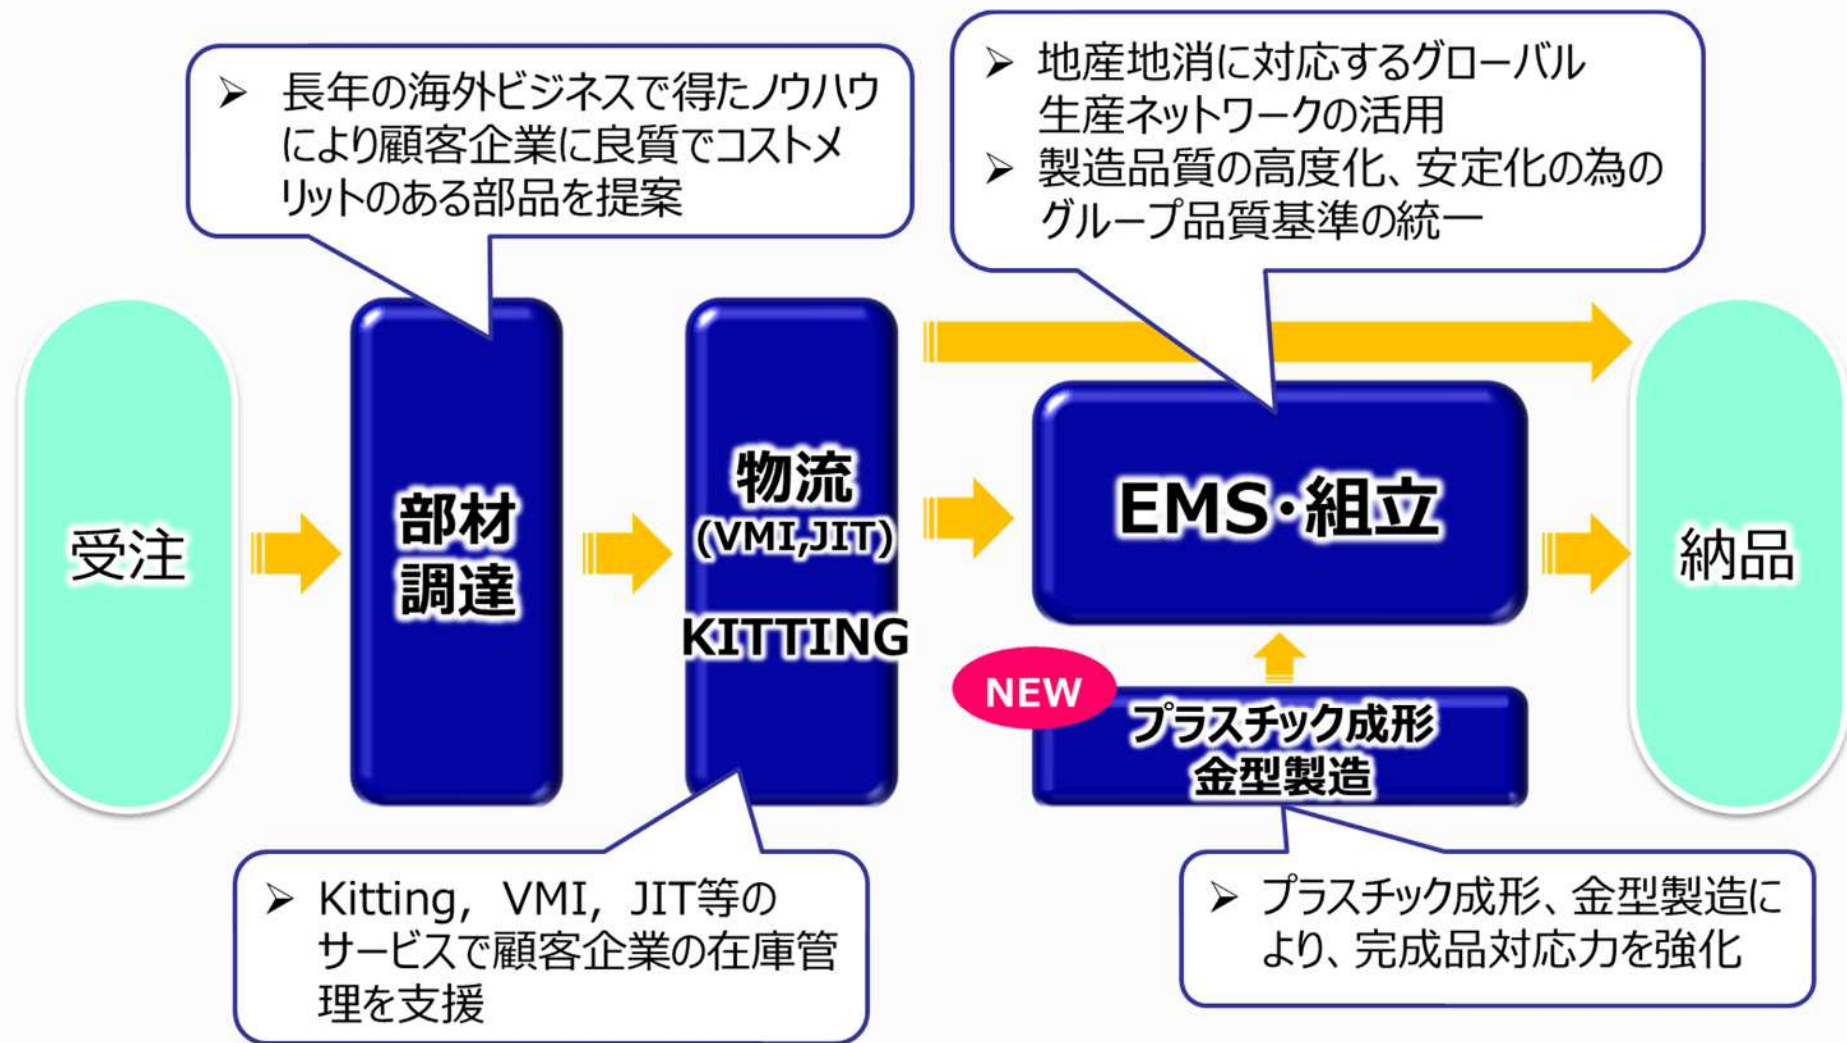 ➢ 長年の海外ビジネスで得たノウハウ
により顧客企業に良質でコストメ
リットのある部品を提案
➢ 地産地消に対応するグローバル
生産ネットワークの活用
➢ 製造品質の高度化、安定化の為の
グループ品質基準の統一
受注
部材
調達
物流
(VMI,JIT)
KITTING
EMS・組立
NEW
プラスチック成形
金型製造
納品
➢ Kitting, VMI, JIT等の
サービスで顧客企業の在庫管
理を支援
➢ プラスチック成形、金型製造に
より、完成品対応力を強化